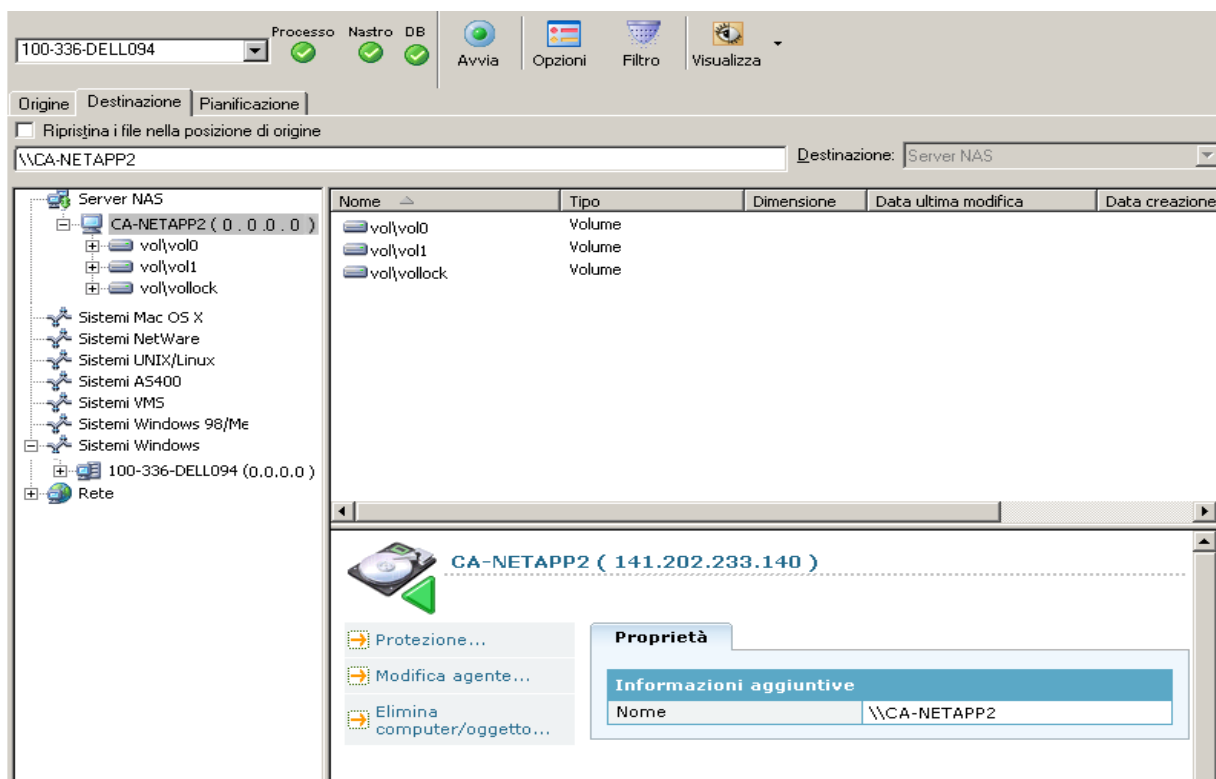 100-336-DELL094 Processo Nastro DB Avvia Opzioni Filtro Visualizza
Origine Destinazione Pianificazione
Ripristina i file nella posizione di origine
\\CA-NETAPP2 Destinazione: Server NAS
Server NAS
CA-NETAPP2 ( 0 . 0 .0 . 0 )
vol\vol0
vol\vol1
vol\vollock
Sistemi Mac OS X
Sistemi NetWare
Sistemi UNIX/Linux
Sistemi AS400
Sistemi VMS
Sistemi Windows 98/Me
Sistemi Windows
100-336-DELL094 (0.0.0.0 )
Rete
Nome Tipo Dimensione Data ultima modifica Data creazione
vol\vol0 Volume
vol\vol1 Volume
vol\vollock Volume
CA-NETAPP2 ( 141.202.233.140 )
Protezione...
Modifica agente...
Elimina
computer/oggetto...
Proprietà
Informazioni aggiuntive
Nome \\CA-NETAPP2